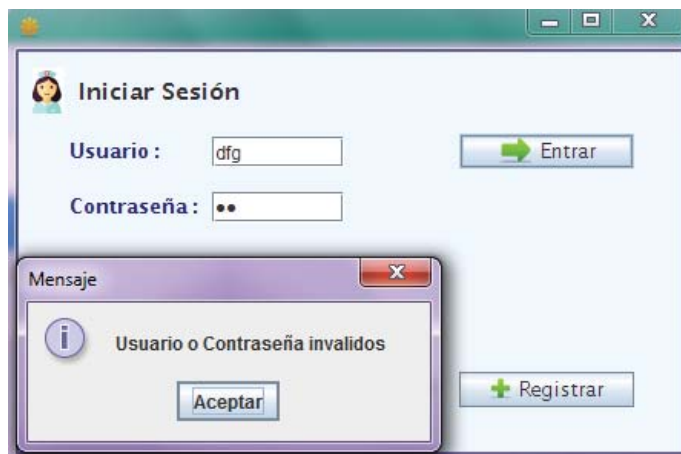 Iniciar Sesión
Usuario : dfg Entrar
Contraseña : ••
Mensaje
Usuario o Contraseña invalidos
Aceptar
Registrar